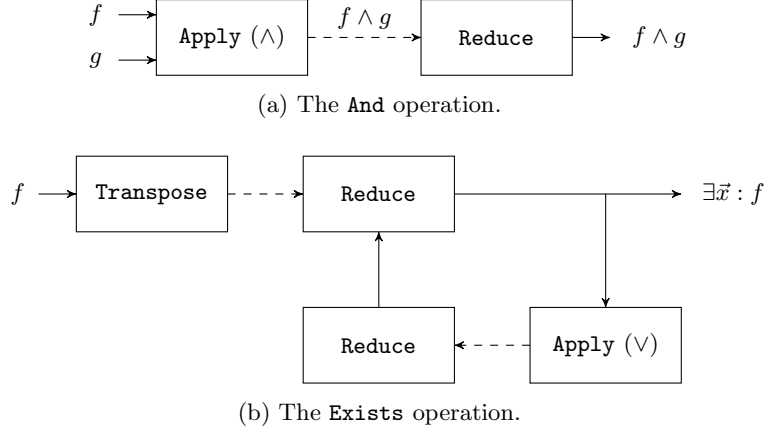 f ∧ g
f
g
Apply (∧)
Reduce
f ∧ g
(a) The And operation.
f
Transpose
Reduce
∃x⃗ : f
Reduce
Apply (∨)
(b) The Exists operation.